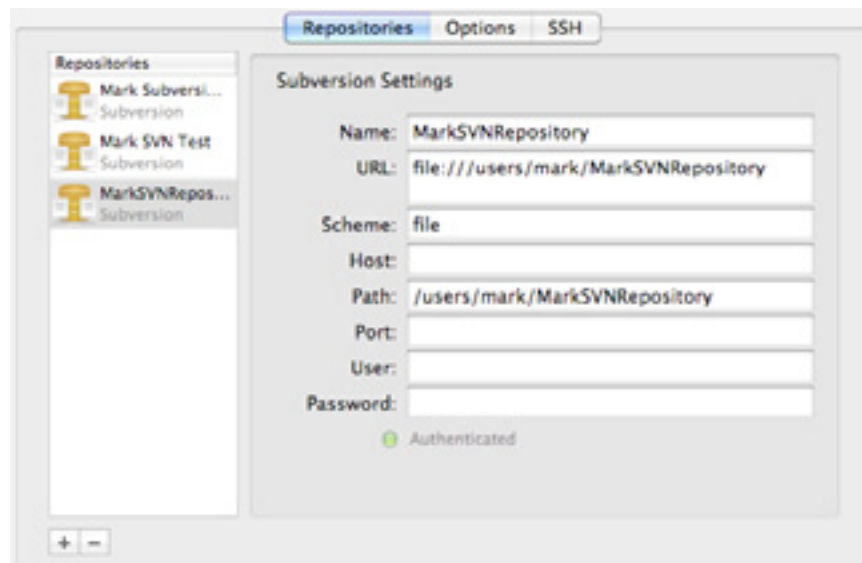 Repositories Options SSH
Repositories
Mark Subversi...
Subversion
Mark SVN Test
Subversion
MarkSVNRepos...
Subversion
Subversion Settings
Name: MarkSVNRepository
URL: file:///users/mark/MarkSVNRepository
Scheme: file
Host:
Path: /users/mark/MarkSVNRepository
Port:
User:
Password:
Authenticated
+ −